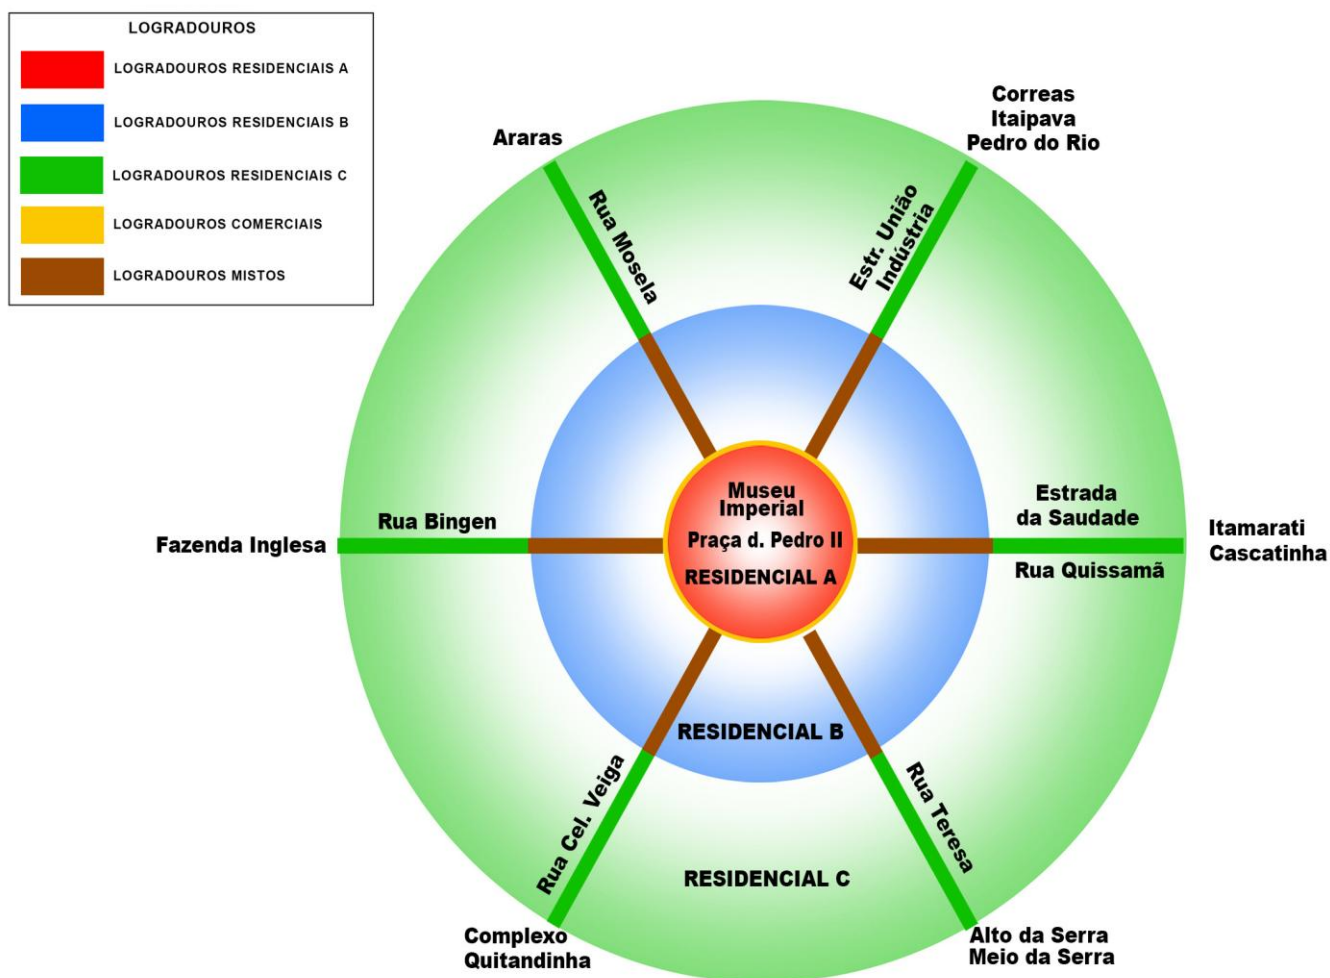 LOGRADOUROS
LOGRADOUROS RESIDENCIAIS A
LOGRADOUROS RESIDENCIAIS B
LOGRADOUROS RESIDENCIAIS C
LOGRADOUROS COMERCIAIS
LOGRADOUROS MISTOS
Araras
Correas
Itaipava
Pedro do Rio
Rua Mosela
Estr. União
Indústria
Museu
Imperial
Praça d. Pedro II
RESIDENCIAL A
Fazenda Inglesa
Rua Bingen
Estrada
da Saudade
Rua Quissamã
Itamarati
Cascatinha
RESIDENCIAL B
Rua Cel. Veiga
Rua Teresa
RESIDENCIAL C
Complexo
Quitandinha
Alto da Serra
Meio da Serra